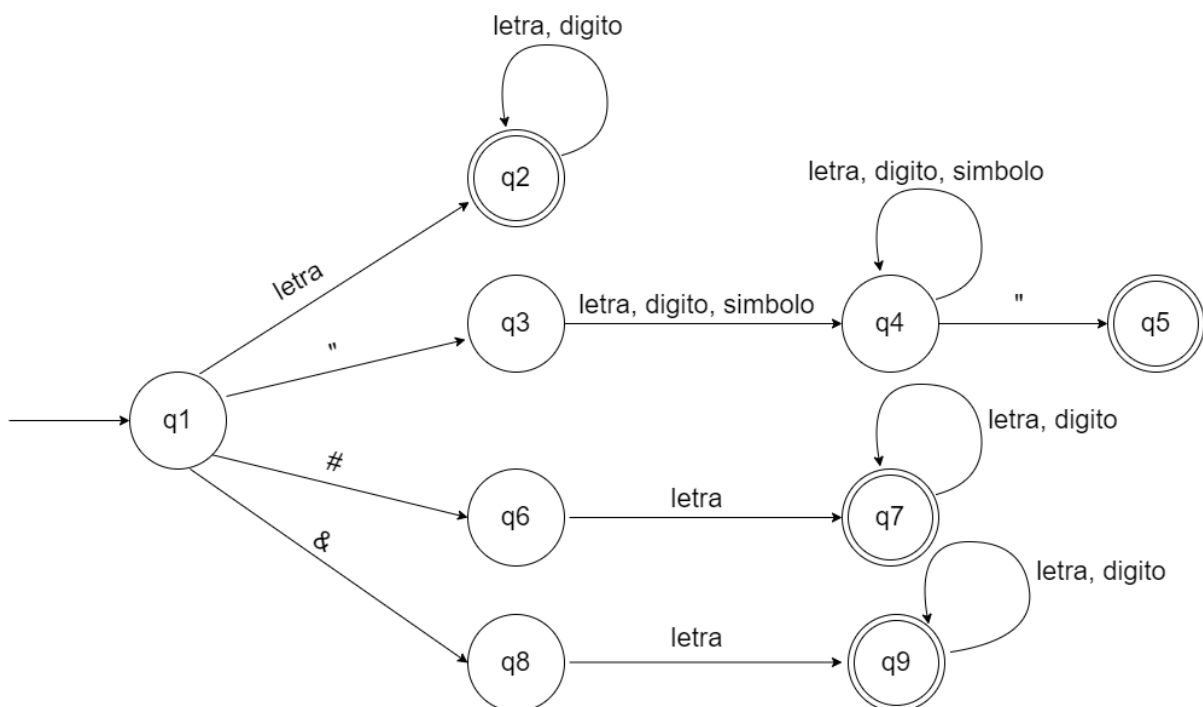 letra, digito
q2
letra, digito, simbolo
letra
q3
letra, digito, simbolo
q4
"
q5
"
q1
letra, digito
#
q6
letra
q7
&
letra, digito
q8
letra
q9